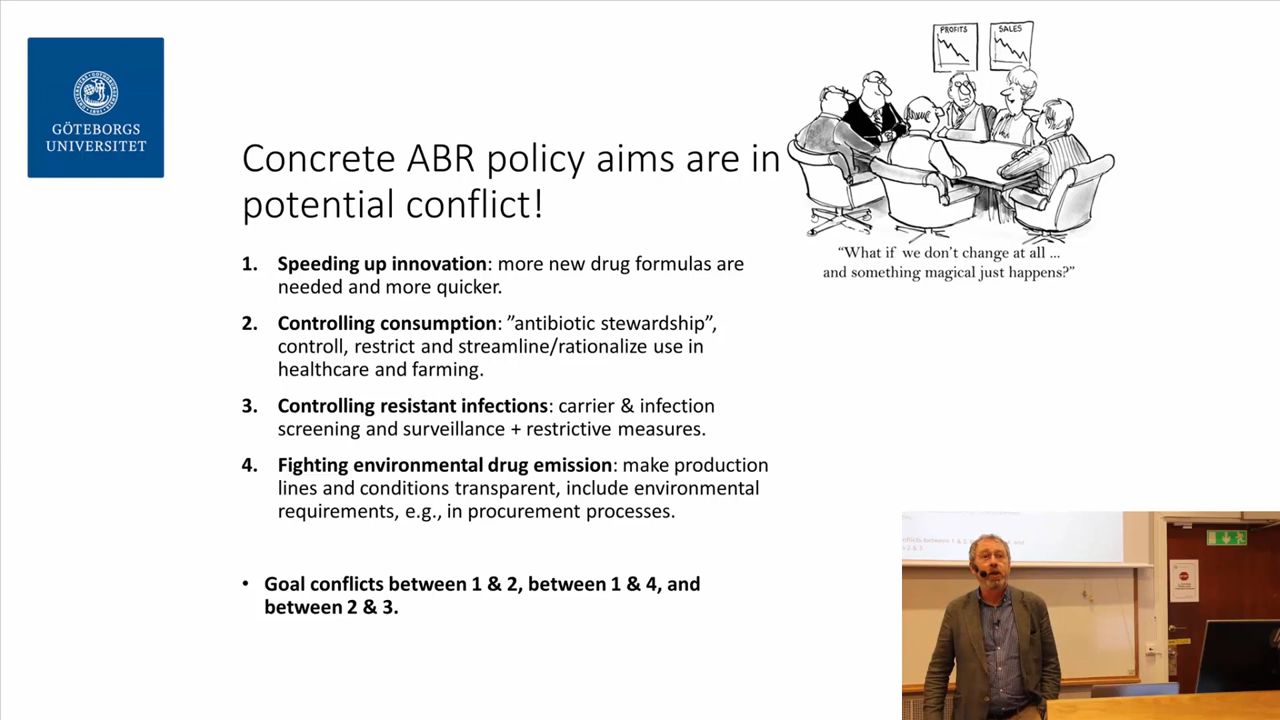 GÖTEBORGS
UNIVERSITET
PROFITS
SALES
Concrete ABR policy aims are in
potential conflict!
“What if we don’t change at all ...
and something magical just happens?”
1. Speeding up innovation: more new drug formulas are
needed and more quicker.
2. Controlling consumption: ”antibiotic stewardship”,
controll, restrict and streamline/rationalize use in
healthcare and farming.
3. Controlling resistant infections: carrier & infection
screening and surveillance + restrictive measures.
4. Fighting environmental drug emission: make production
lines and conditions transparent, include environmental
requirements, e.g., in procurement processes.
• Goal conflicts between 1 & 2, between 1 & 4, and
between 2 & 3.